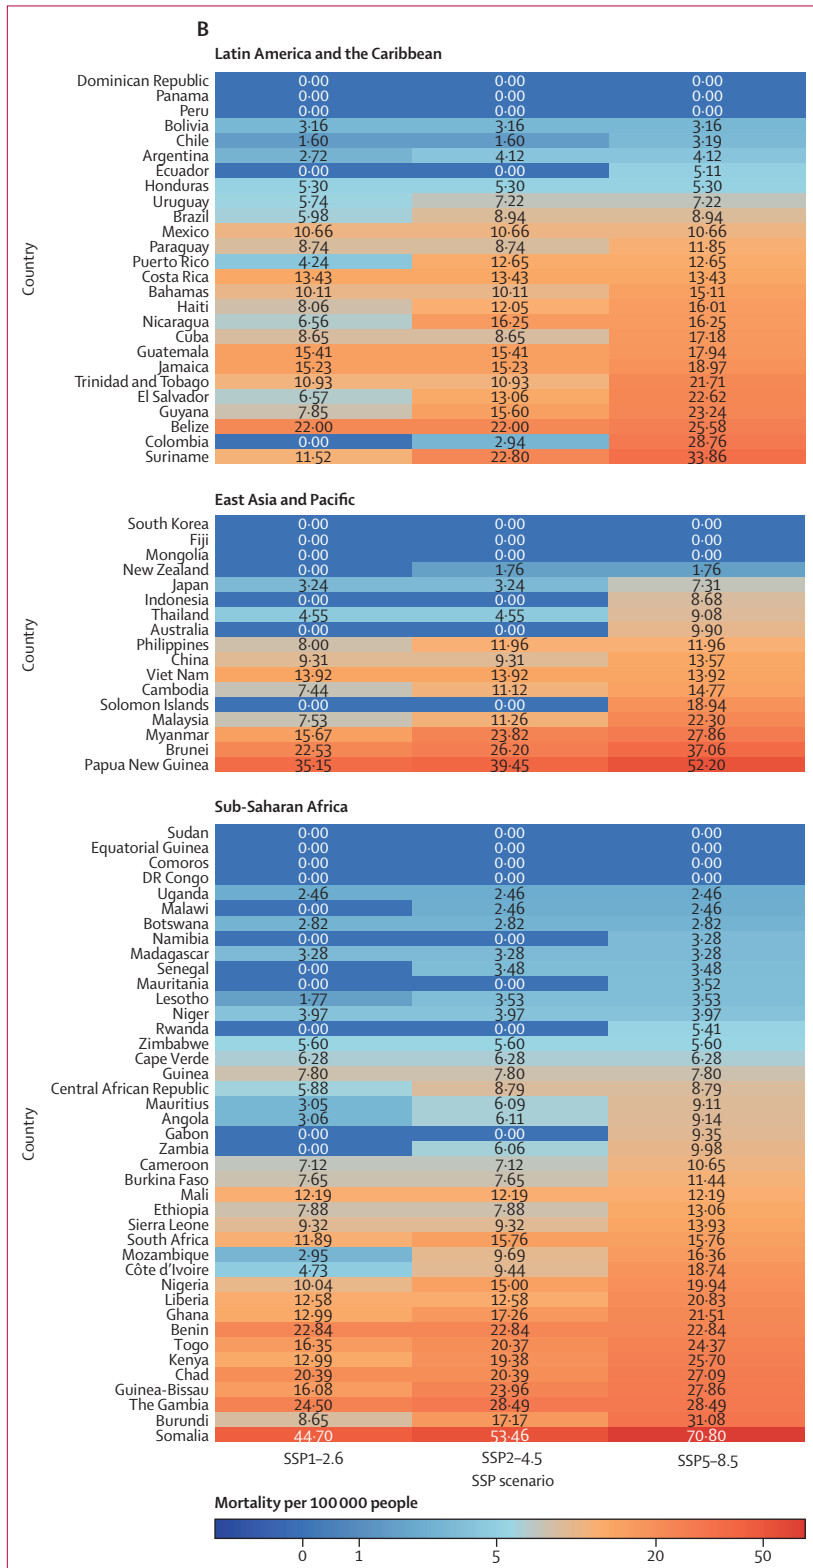 B
Latin America and the Caribbean
Country
Dominican Republic 0·00 0·00 0·00
Panama 0·00 0·00 0·00
Peru 0·00 0·00 0·00
Bolivia 3·16 3·16 3·16
Chile 1·60 1·60 3·19
Argentina 2·72 4·12 4·12
Ecuador 0·00 0·00 5·11
Honduras 5·30 5·30 5·30
Uruguay 5·74 7·22 7·22
Brazil 5·98 8·94 8·94
Mexico 10·66 10·66 10·66
Paraguay 8·74 8·74 11·85
Puerto Rico 4·24 12·65 12·65
Costa Rica 13·43 13·43 13·43
Bahamas 10·11 10·11 15·11
Haiti 8·06 12·05 16·01
Nicaragua 6·56 16·25 16·25
Cuba 8·65 8·65 17·18
Guatemala 15·41 15·41 17·94
Jamaica 15·23 15·23 18·97
Trinidad and Tobago 10·93 10·93 21·71
El Salvador 6·57 13·06 22·62
Guyana 7·85 15·60 23·24
Belize 22·00 22·00 25·58
Colombia 0·00 2·94 28·76
Suriname 11·52 22·80 33·86
East Asia and Pacific
Country
South Korea 0·00 0·00 0·00
Fiji 0·00 0·00 0·00
Mongolia 0·00 0·00 0·00
New Zealand 0·00 1·76 1·76
Japan 3·24 3·24 7·31
Indonesia 0·00 0·00 8·68
Thailand 4·55 4·55 9·08
Australia 0·00 0·00 9·90
Philippines 8·00 11·96 11·96
China 9·31 9·31 13·57
Viet Nam 13·92 13·92 13·92
Cambodia 7·44 11·12 14·77
Solomon Islands 0·00 0·00 18·94
Malaysia 7·53 11·26 22·30
Myanmar 15·67 23·82 27·86
Brunei 22·53 26·20 37·06
Papua New Guinea 35·15 39·45 52·20
Sub-Saharan Africa
Country
Sudan 0·00 0·00 0·00
Equatorial Guinea 0·00 0·00 0·00
Comoros 0·00 0·00 0·00
DR Congo 0·00 0·00 0·00
Uganda 2·46 2·46 2·46
Malawi 0·00 2·46 2·46
Botswana 2·82 2·82 2·82
Namibia 0·00 0·00 3·28
Madagascar 3·28 3·28 3·28
Senegal 0·00 3·48 3·48
Mauritania 0·00 0·00 3·52
Lesotho 1·77 3·53 3·53
Niger 3·97 3·97 3·97
Rwanda 0·00 0·00 5·41
Zimbabwe 5·60 5·60 5·60
Cape Verde 6·28 6·28 6·28
Guinea 7·80 7·80 7·80
Central African Republic 5·88 8·79 8·79
Mauritius 3·05 6·09 9·11
Angola 3·06 6·11 9·14
Gabon 0·00 0·00 9·35
Zambia 0·00 6·06 9·98
Cameroon 7·12 7·12 10·65
Burkina Faso 7·65 7·65 11·44
Mali 12·19 12·19 12·19
Ethiopia 7·88 7·88 13·06
Sierra Leone 9·32 9·32 13·93
South Africa 11·89 15·76 15·76
Mozambique 2·95 9·69 16·36
Côte d'Ivoire 4·73 9·44 18·74
Nigeria 10·04 15·00 19·94
Liberia 12·58 12·58 20·83
Ghana 12·99 17·26 21·51
Benin 22·84 22·84 22·84
Togo 16·35 20·37 24·37
Kenya 12·99 19·38 25·70
Chad 20·39 20·39 27·09
Guinea-Bissau 16·08 23·96 27·86
The Gambia 24·50 28·49 28·49
Burundi 8·65 17·17 31·08
Somalia 44·70 53·46 70·80
SSP1–2.6 SSP2–4.5 SSP5–8.5
SSP scenario
Mortality per 100 000 people
0 1 5 20 50